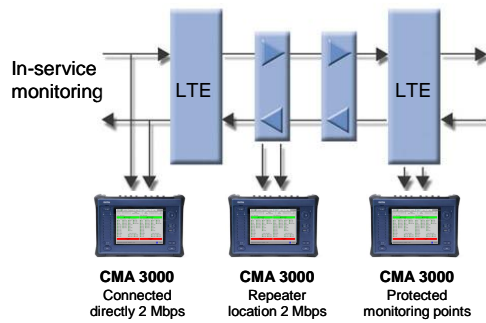 In-service
monitoring
LTE
LTE
CMA 3000
Connected
directly 2 Mbps
CMA 3000
Repeater
location 2 Mbps
CMA 3000
Protected
monitoring points